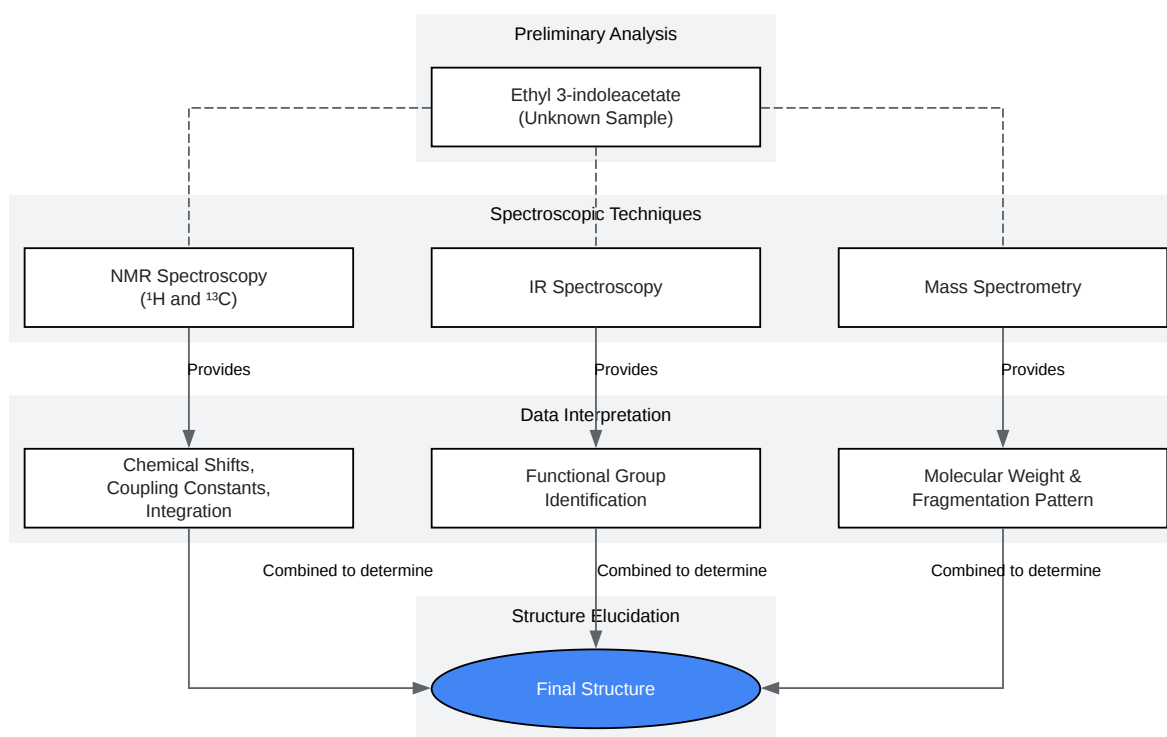 Preliminary Analysis
Ethyl 3-indoleacetate
(Unknown Sample)
Spectroscopic Techniques
NMR Spectroscopy
(¹H and ¹³C)
IR Spectroscopy
Mass Spectrometry
Provides
Provides
Provides
Data Interpretation
Chemical Shifts,
Coupling Constants,
Integration
Functional Group
Identification
Molecular Weight &
Fragmentation Pattern
Combined to determine
Combined to determine
Combined to determine
Structure Elucidation
Final Structure